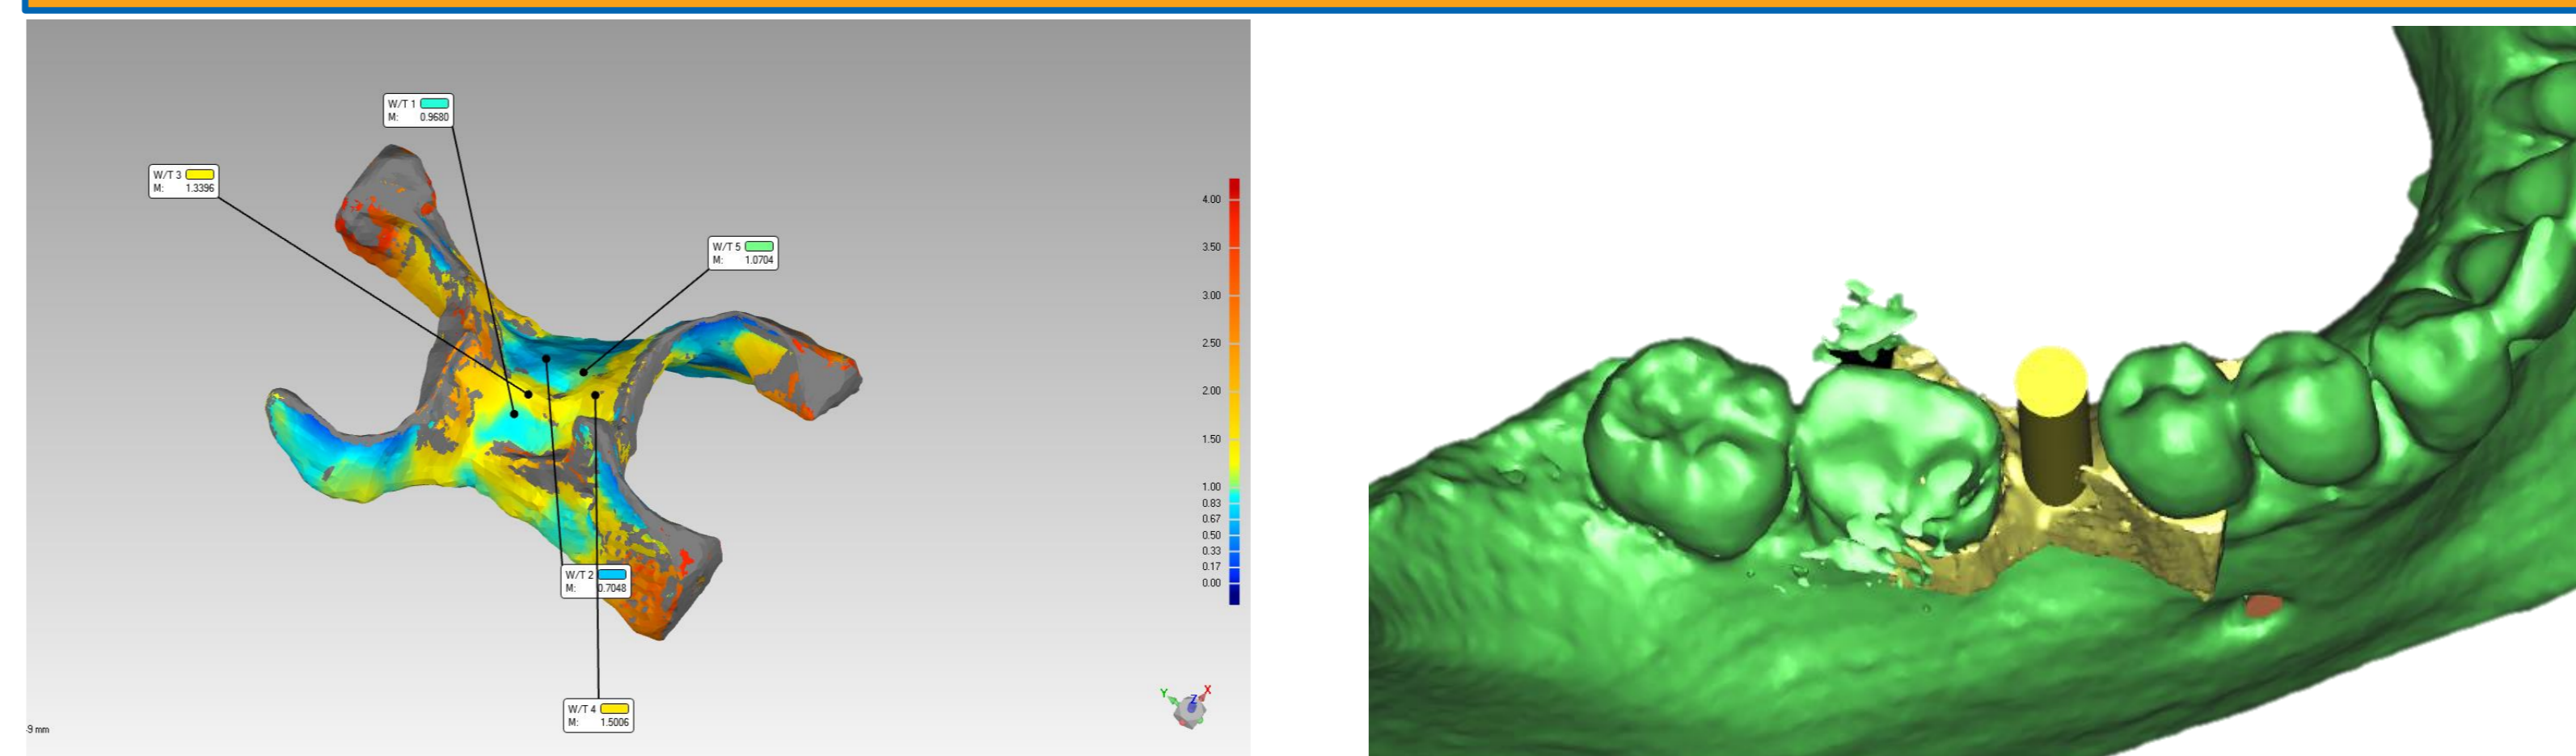 W/T 1
M: 0.9680
W/T 3
M: 1.3396
W/T 5
M: 1.0704
W/T 2
M: 0.7048
W/T 4
M: 1.5006
4.00
3.50
3.00
2.50
2.00
1.50
1.00
0.83
0.67
0.50
0.33
0.17
0.00
Y Z X
9 mm